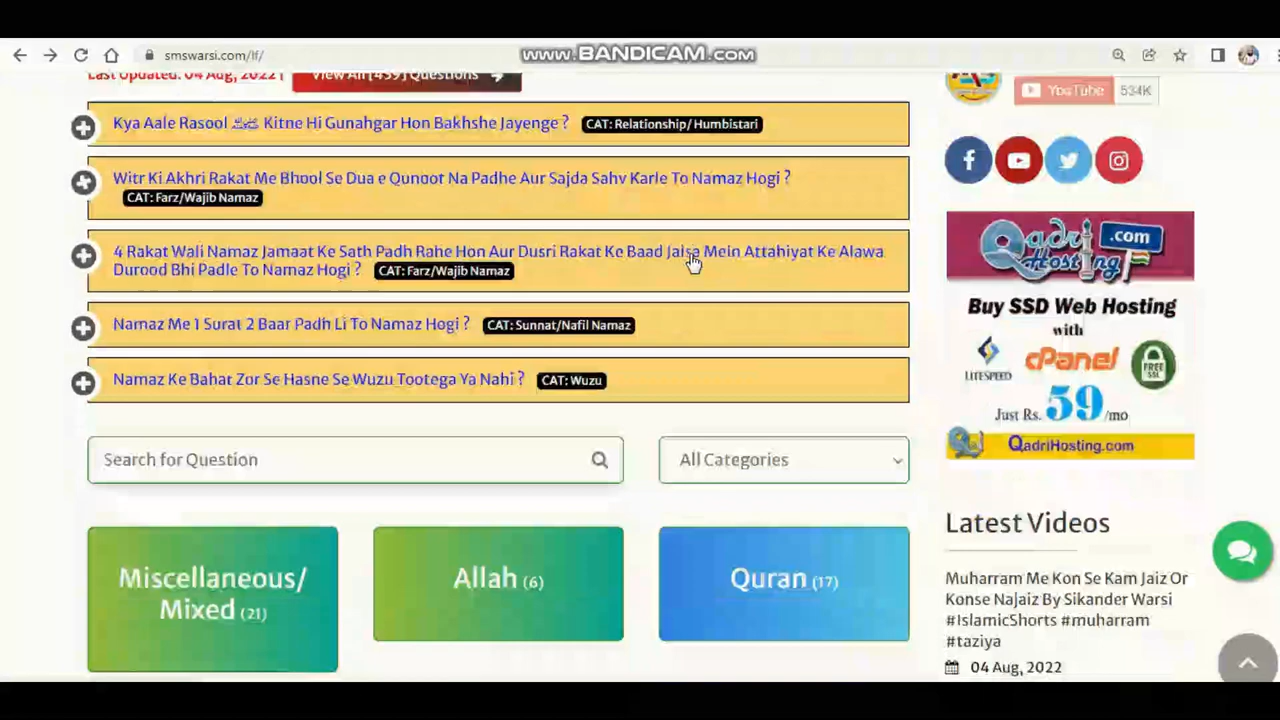 www.BANDICAM.com
smswarsi.com/lf/
Last Updated: 04 Aug, 2022 |
View All [459] Questions
YouTube 534K
Kya Aale Rasool ﷺ Kitne Hi Gunahgar Hon Bakhshe Jayenge ? CAT: Relationship/ Humbistari
Witr Ki Akhri Rakat Me Bhool Se Dua e Qunoot Na Padhe Aur Sajda Sahv Karle To Namaz Hogi ?
CAT: Farz/Wajib Namaz
4 Rakat Wali Namaz Jamaat Ke Sath Padh Rahe Hon Aur Dusri Rakat Ke Baad Jalse Mein Attahiyat Ke Alawa
Durood Bhi Padle To Namaz Hogi ? CAT: Farz/Wajib Namaz
Namaz Me 1 Surat 2 Baar Padh Li To Namaz Hogi ? CAT: Sunnat/Nafil Namaz
Namaz Ke Bahar Zor Se Hasne Se Wuzu Tootega Ya Nahi ? CAT: Wuzu
Search for Question
All Categories
Miscellaneous/
Mixed (21)
Allah (6)
Quran (17)
Qadri
Hosting
.com
Buy SSD Web Hosting
with
LITESPEED
cPanel
FREE
SSL
Just Rs. 59/mo
QadriHosting.com
Latest Videos
Muharram Me Kon Se Kam Jaiz Or
Konse Najaiz By Sikander Warsi
#IslamicShorts #muharram
#taziya
04 Aug, 2022